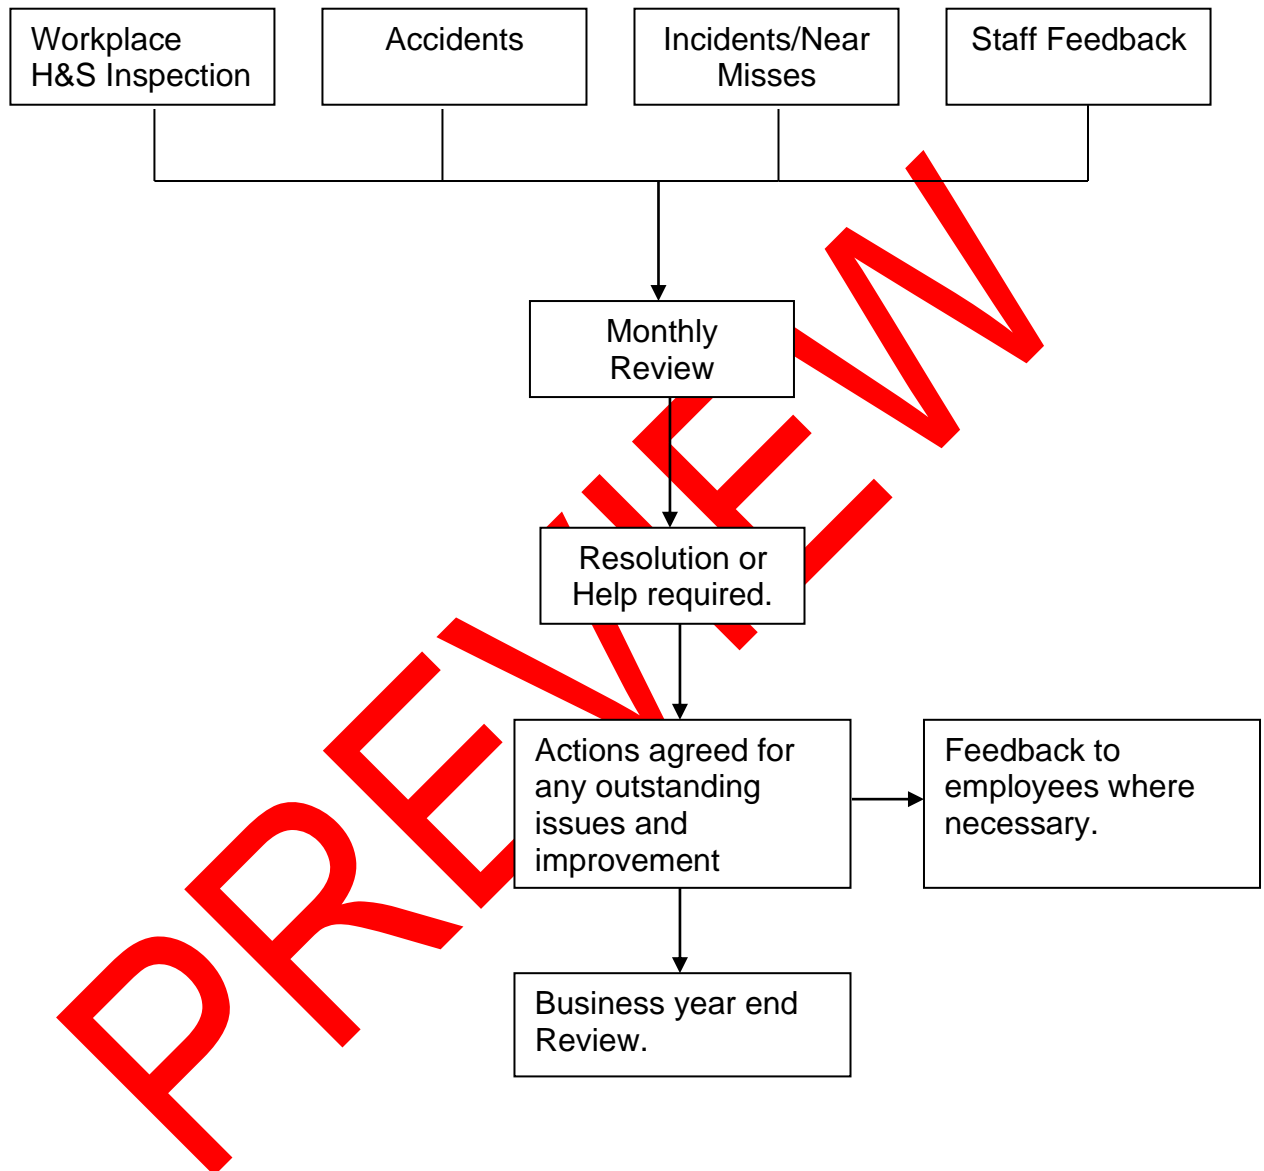 Workplace
H&S Inspection
Accidents
Incidents/Near
Misses
Staff Feedback
Monthly
Review
Resolution or
Help required.
Actions agreed for
any outstanding
issues and
improvement
Feedback to
employees where
necessary.
Business year end
Review.
PREVIEW